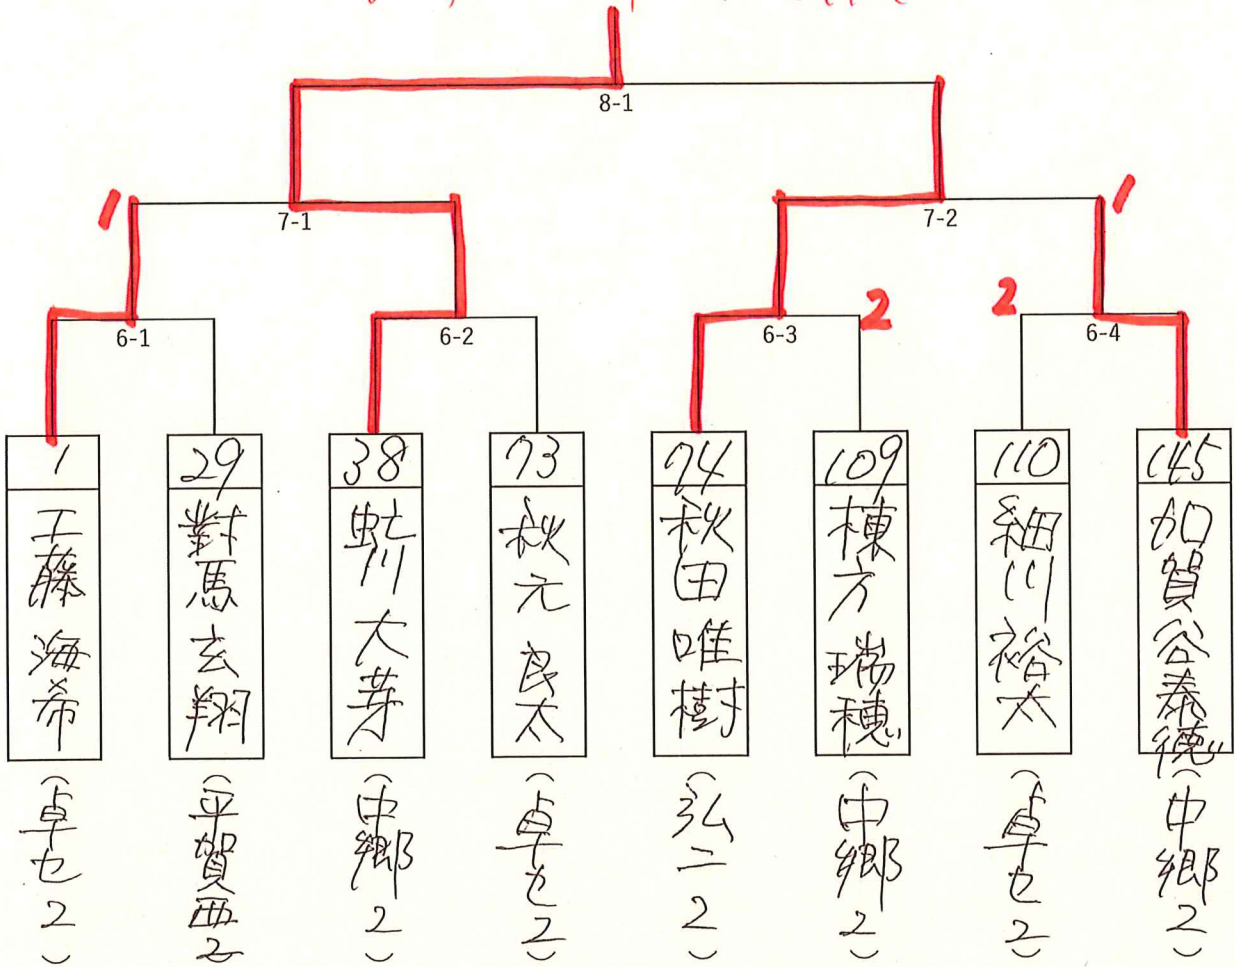 8-1
1
7-1
7-2
1
6-1
6-2
6-3
2
2
6-4
1
29
38
73
74
109
110
145
工藤海希
對馬玄翔
虻川大芽
秋元良太
秋田唯樹
棟方瑞穂
細川裕太
加賀谷泰徳
(卓セ2)
(平賀西2)
(中郷2)
(卓セ2)
(弘二2)
(中郷2)
(卓セ2)
(中郷2)